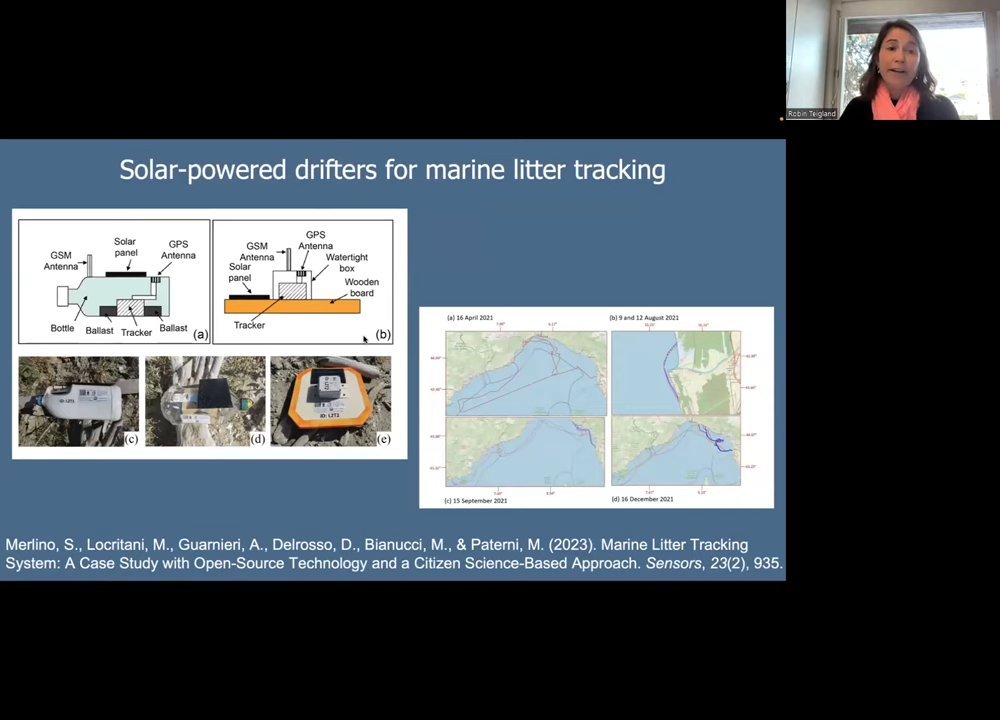 Robin Teigland
Solar-powered drifters for marine litter tracking
GSM
Antenna
Solar
panel
GPS
Antenna
Bottle
Ballast
Tracker
Ballast
(a)
GPS
Antenna
GSM
Antenna
Solar
panel
Watertight
box
Wooden
board
Tracker
(b)
(c)
(d)
(e)
(a) 16 April 2021
(b) 9 and 12 August 2021
(c) 15 September 2021
(d) 16 December 2021
Merlino, S., Locritani, M., Guarnieri, A., Delrosso, D., Bianucci, M., & Paterni, M. (2023). Marine Litter Tracking
System: A Case Study with Open-Source Technology and a Citizen Science-Based Approach. Sensors, 23(2), 935.